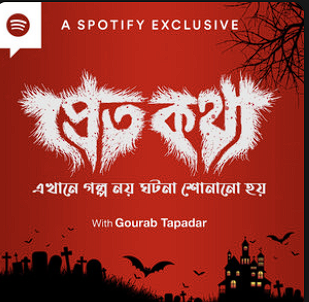 A SPOTIFY EXCLUSIVE
প্রেত কথা
এখানে গল্প নয় ঘটনা শোনানো হয়
With Gourab Tapadar